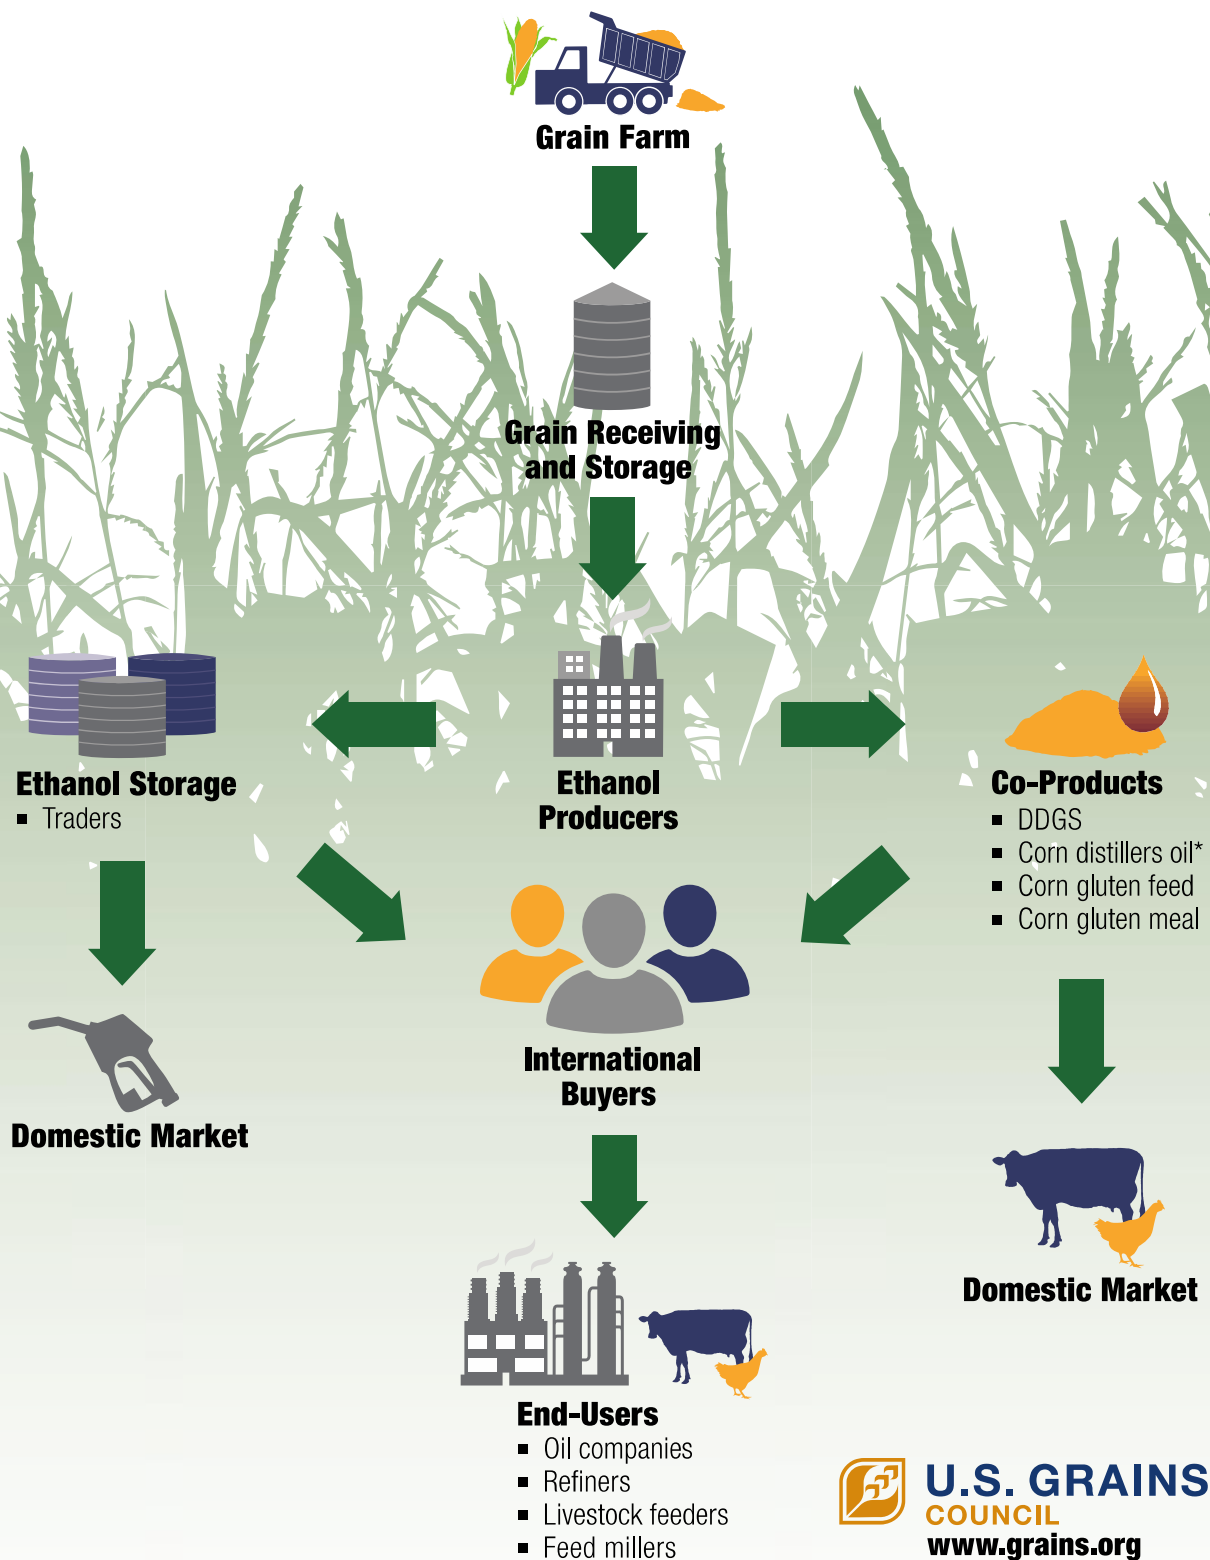 Grain Farm
Grain Receiving
and Storage
Ethanol Storage
▪ Traders
Ethanol
Producers
Co-Products
▪ DDGS
▪ Corn distillers oil*
▪ Corn gluten feed
▪ Corn gluten meal
International
Buyers
Domestic Market
Domestic Market
End-Users
▪ Oil companies
▪ Refiners
▪ Livestock feeders
▪ Feed millers
U.S. GRAINS
COUNCIL
www.grains.org